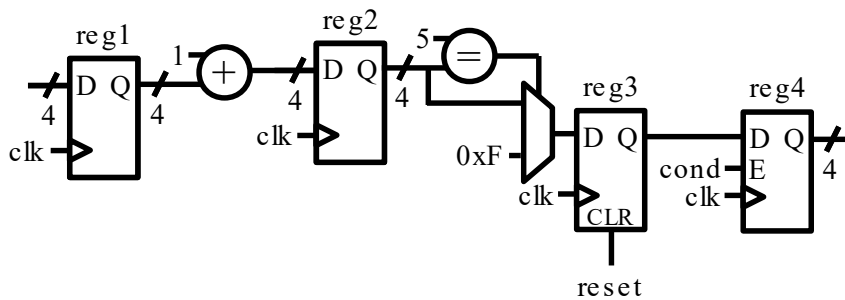 reg1
D Q
4
4
clk
1
+
4
reg2
D Q
4
clk
5
=
0xF
reg3
D Q
clk
CLR
reset
reg4
D Q
cond
E
clk
4